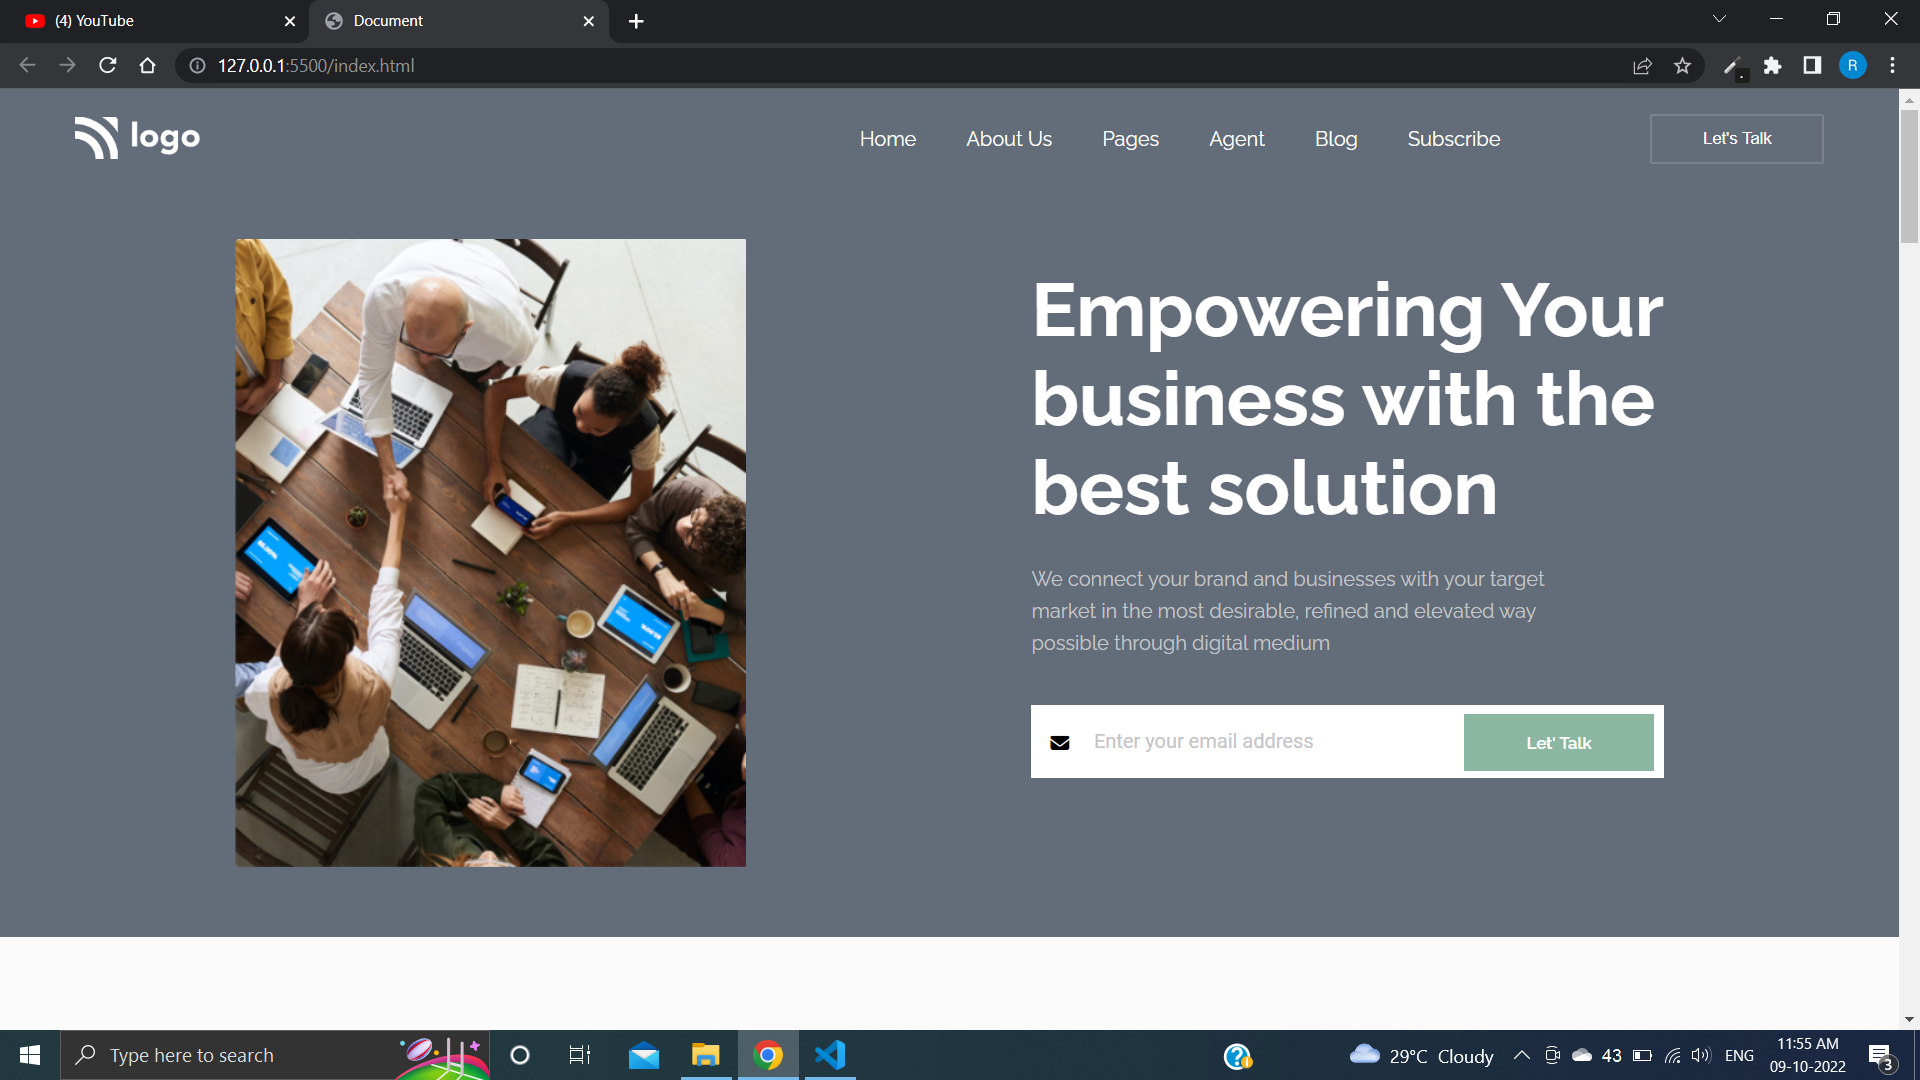 (4) YouTube
Document
127.0.0.1:5500/index.html
R
logo
Home
About Us
Pages
Agent
Blog
Subscribe
Let's Talk
Empowering Your
business with the
best solution
We connect your brand and businesses with your target
market in the most desirable, refined and elevated way
possible through digital medium
Enter your email address
Let' Talk
Type here to search
29°C Cloudy
43
ENG
11:55 AM
09-10-2022
3